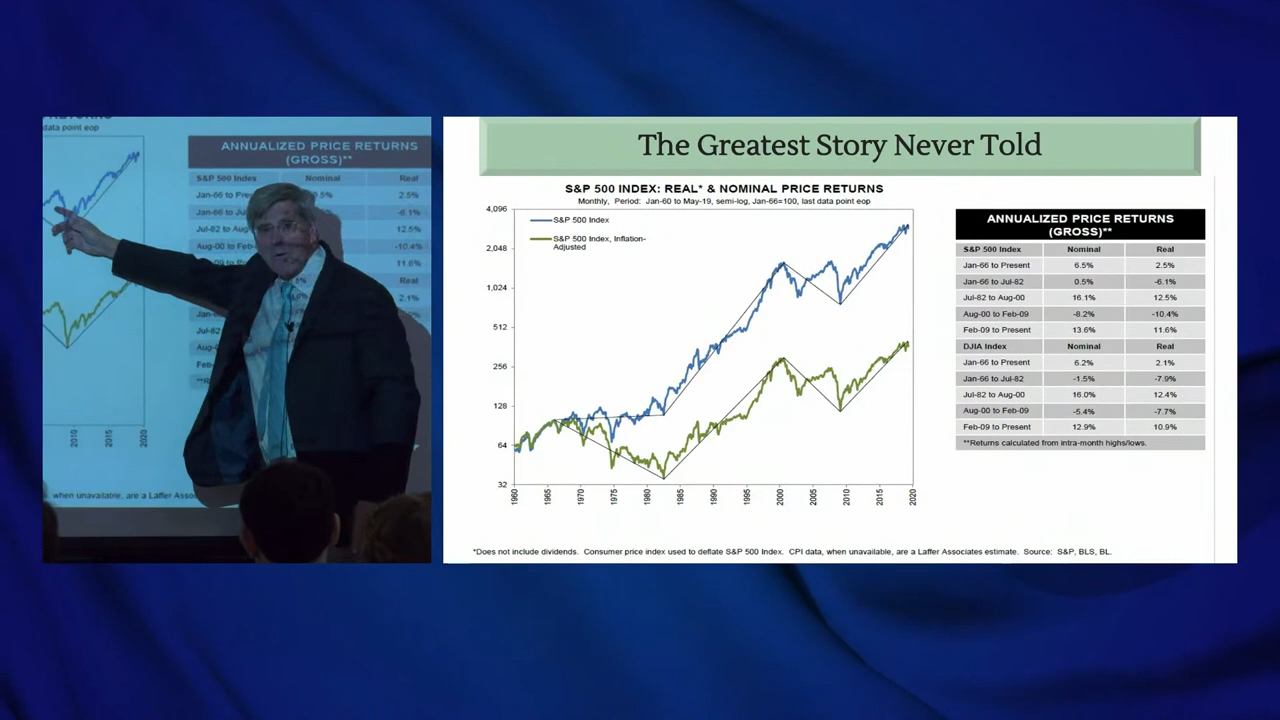 data point eop
ANNUALIZED PRICE RETURNS
(GROSS)**
S&P 500 Index Nominal Real
Jan-66 to Pres 5% 2.5%
Jan-66 to Ju -6.1%
Jul-82 to Au 12.5%
Aug-00 to Feb- -10.4%
11.6%
Real
2.1%
Jul-82
Aug-
Feb
2010
2015
2020
when unavailable, are a Laffer Assoc
The Greatest Story Never Told
S&P 500 INDEX: REAL* & NOMINAL PRICE RETURNS
Monthly, Period: Jan-60 to May-19, semi-log, Jan-66=100, last data point eop
S&P 500 Index
S&P 500 Index, Inflation-
Adjusted
4,096
2,048
1,024
512
256
128
64
32
1960 1965 1970 1975 1980 1985 1990 1995 2000 2005 2010 2015 2020
ANNUALIZED PRICE RETURNS
(GROSS)**
S&P 500 Index Nominal Real
Jan-66 to Present 6.5% 2.5%
Jan-66 to Jul-82 0.5% -6.1%
Jul-82 to Aug-00 16.1% 12.5%
Aug-00 to Feb-09 -8.2% -10.4%
Feb-09 to Present 13.6% 11.6%
DJIA Index Nominal Real
Jan-66 to Present 6.2% 2.1%
Jan-66 to Jul-82 -1.5% -7.9%
Jul-82 to Aug-00 16.0% 12.4%
Aug-00 to Feb-09 -5.4% -7.7%
Feb-09 to Present 12.9% 10.9%
**Returns calculated from intra-month highs/lows.
*Does not include dividends. Consumer price index used to deflate S&P 500 Index. CPI data, when unavailable, are a Laffer Associates estimate. Source: S&P, BLS, BL.